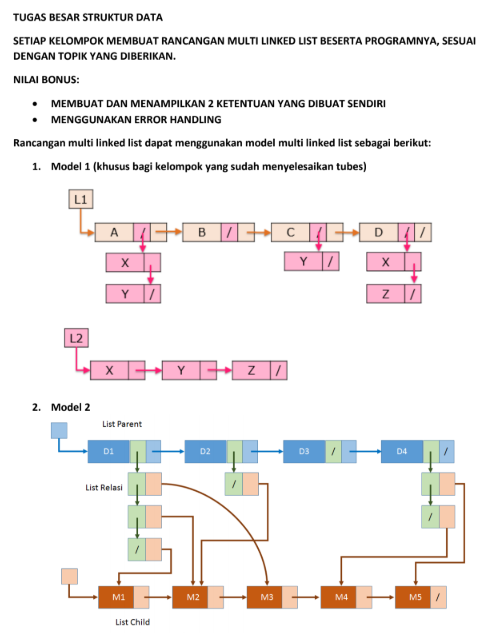 TUGAS BESAR STRUKTUR DATA
SETIAP KELOMPOK MEMBUAT RANCANGAN MULTI LINKED LIST BESERTA PROGRAMNYA, SESUAI
DENGAN TOPIK YANG DIBERIKAN.
NILAI BONUS:
• MEMBUAT DAN MENAMPILKAN 2 KETENTUAN YANG DIBUAT SENDIRI
• MENGGUNAKAN ERROR HANDLING
Rancangan multi linked list dapat menggunakan model multi linked list sebagai berikut:
1. Model 1 (khusus bagi kelompok yang sudah menyelesaikan tubes)
L1
A / B / C / D / /
X Y / X
Y / Z /
L2
X Y Z /
2. Model 2
List Parent
D1 D2 D3 / D4 /
List Relasi /
/
/
M1 M2 M3 M4 M5 /
List Child